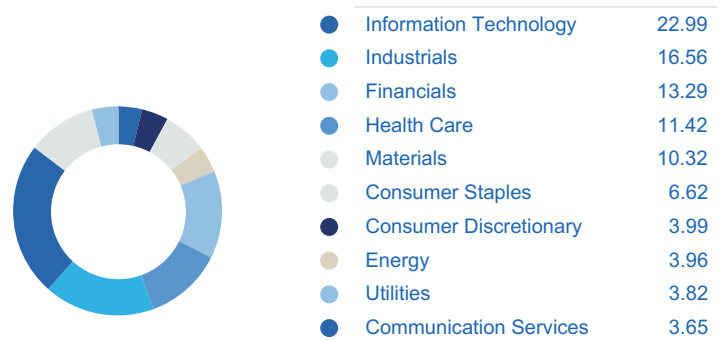 Information Technology 22.99
Industrials 16.56
Financials 13.29
Health Care 11.42
Materials 10.32
Consumer Staples 6.62
Consumer Discretionary 3.99
Energy 3.96
Utilities 3.82
Communication Services 3.65